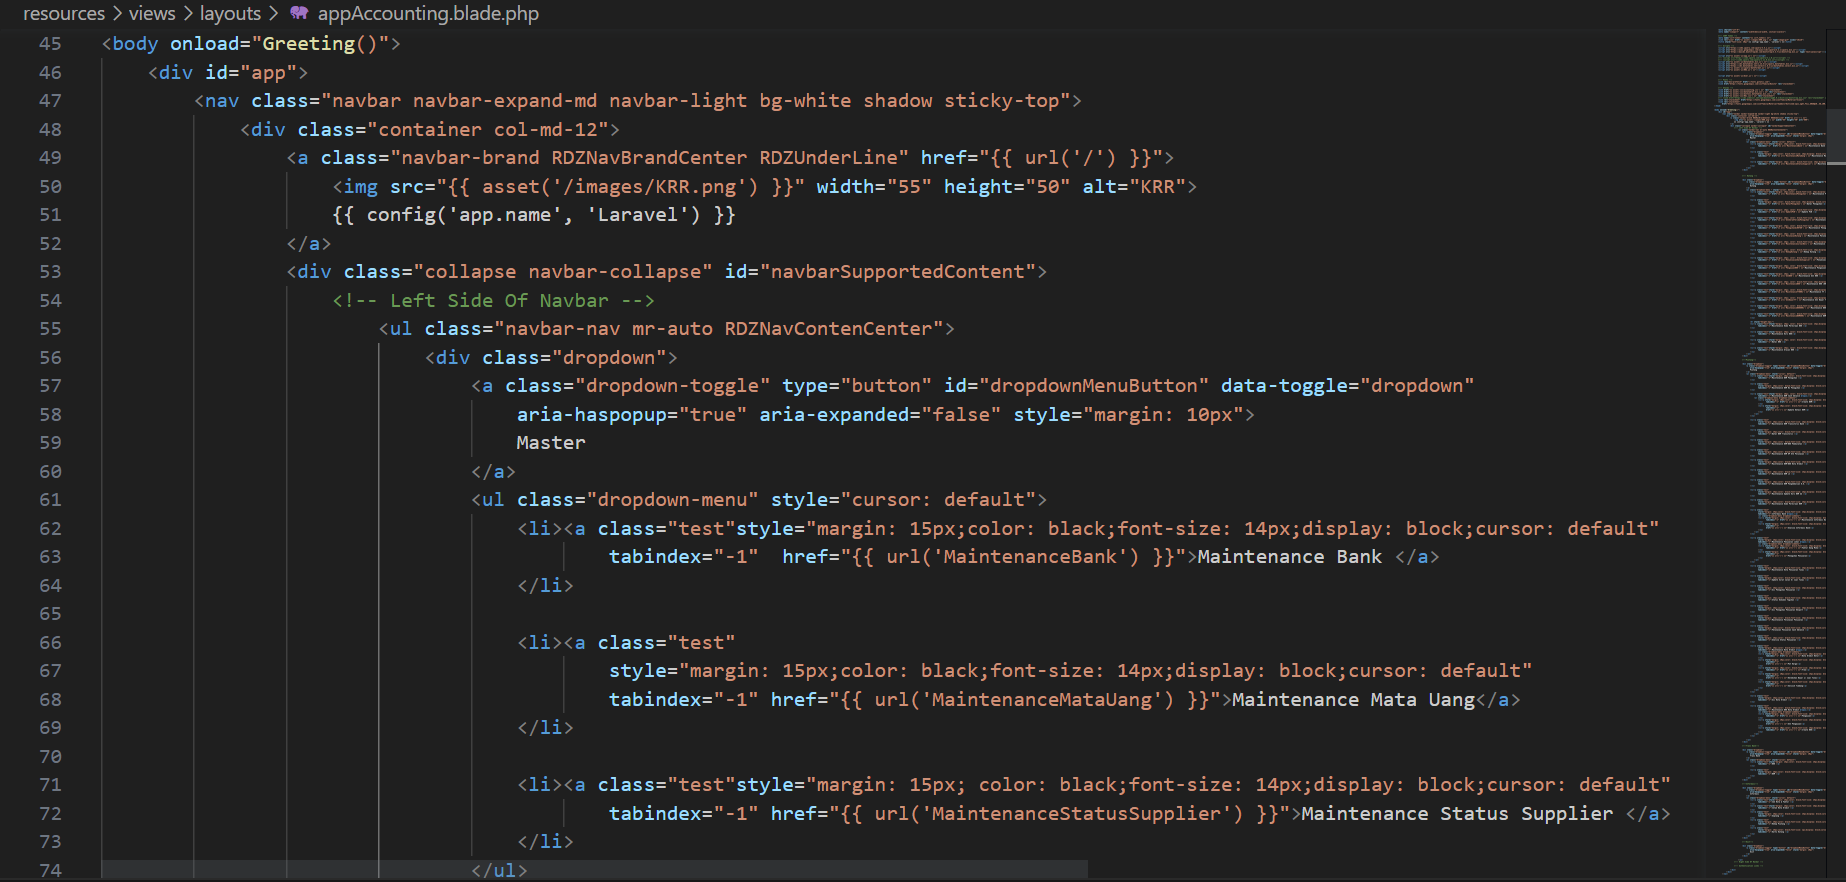 resources > views > layouts > appAccounting.blade.php
45 <body onload="Greeting()">
46 <div id="app">
47 <nav class="navbar navbar-expand-md navbar-light bg-white shadow sticky-top">
48 <div class="container col-md-12">
49 <a class="navbar-brand RDZNavBrandCenter RDZUnderLine" href="{{ url('/') }}">
50 <img src="{{ asset('/images/KRR.png') }}" width="55" height="50" alt="KRR">
51 {{ config('app.name', 'Laravel') }}
52 </a>
53 <div class="collapse navbar-collapse" id="navbarSupportedContent">
54 <!-- Left Side Of Navbar -->
55 <ul class="navbar-nav mr-auto RDZNavContenCenter">
56 <div class="dropdown">
57 <a class="dropdown-toggle" type="button" id="dropdownMenuButton" data-toggle="dropdown"
58 aria-haspopup="true" aria-expanded="false" style="margin: 10px">
59 Master
60 </a>
61 <ul class="dropdown-menu" style="cursor: default">
62 <li><a class="test"style="margin: 15px;color: black;font-size: 14px;display: block;cursor: default"
63 tabindex="-1"  href="{{ url('MaintenanceBank') }}">Maintenance Bank </a>
64 </li>
65
66 <li><a class="test"
67 style="margin: 15px;color: black;font-size: 14px;display: block;cursor: default"
68 tabindex="-1" href="{{ url('MaintenanceMataUang') }}">Maintenance Mata Uang</a>
69 </li>
70
71 <li><a class="test"style="margin: 15px; color: black;font-size: 14px;display: block;cursor: default"
72 tabindex="-1" href="{{ url('MaintenanceStatusSupplier') }}">Maintenance Status Supplier </a>
73 </li>
74 </ul>